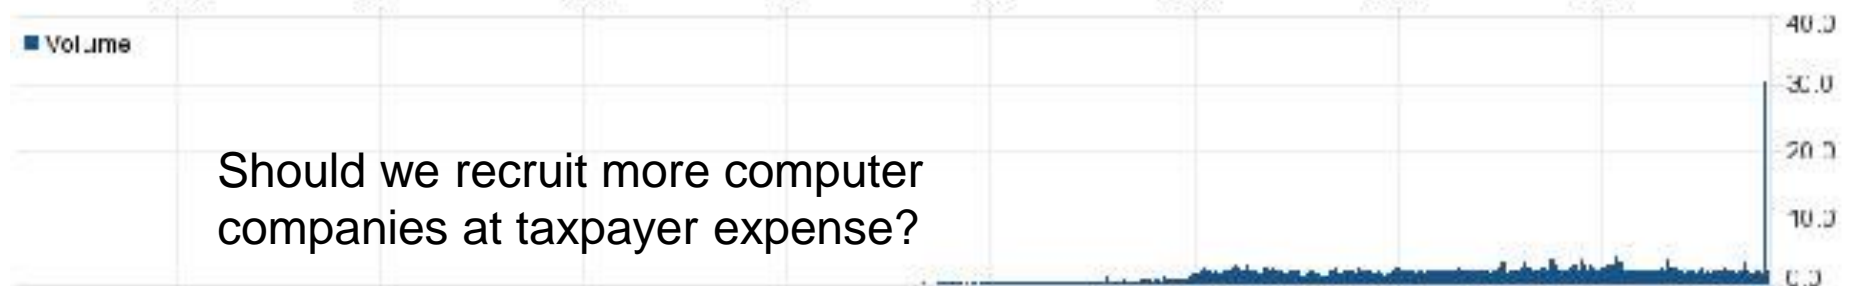 Volume
40.0
30.0
Should we recruit more computer
20.0
companies at taxpayer expense?
10.0
0.0